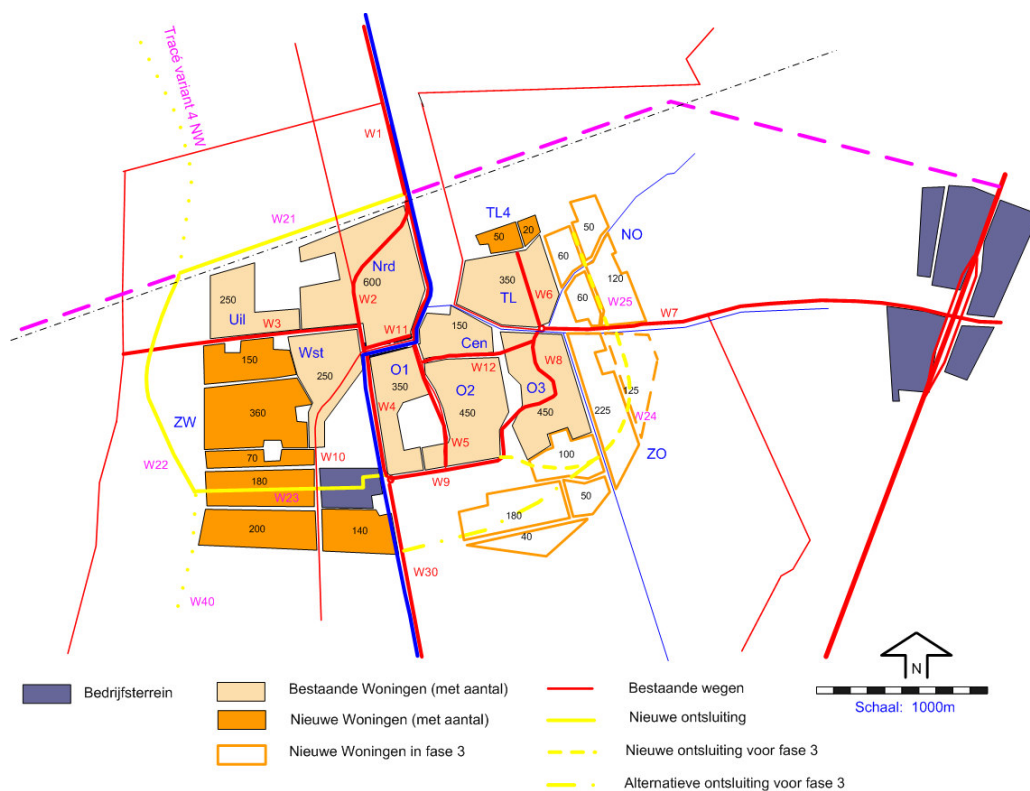 Tracé variant 4 NW
W1
W21
TL4
50
20
50
NO
60
Nrd
600
350
TL
W6
120
60
W25
250
Uil
W2
W3
W11
150
Cen
W7
Wst
150
250
O1
350
W12
W8
O2
O3
125
ZW
360
W4
450
450
225
W24
W5
100
ZO
W22
70
W10
180
W23
W9
50
180
200
140
40
W30
W40
N
Schaal: 1000m
Bedrijfsterrein
Bestaande Woningen (met aantal)
Nieuwe Woningen (met aantal)
Nieuwe Woningen in fase 3
Bestaande wegen
Nieuwe ontsluiting
Nieuwe ontsluiting voor fase 3
Alternatieve ontsluiting voor fase 3